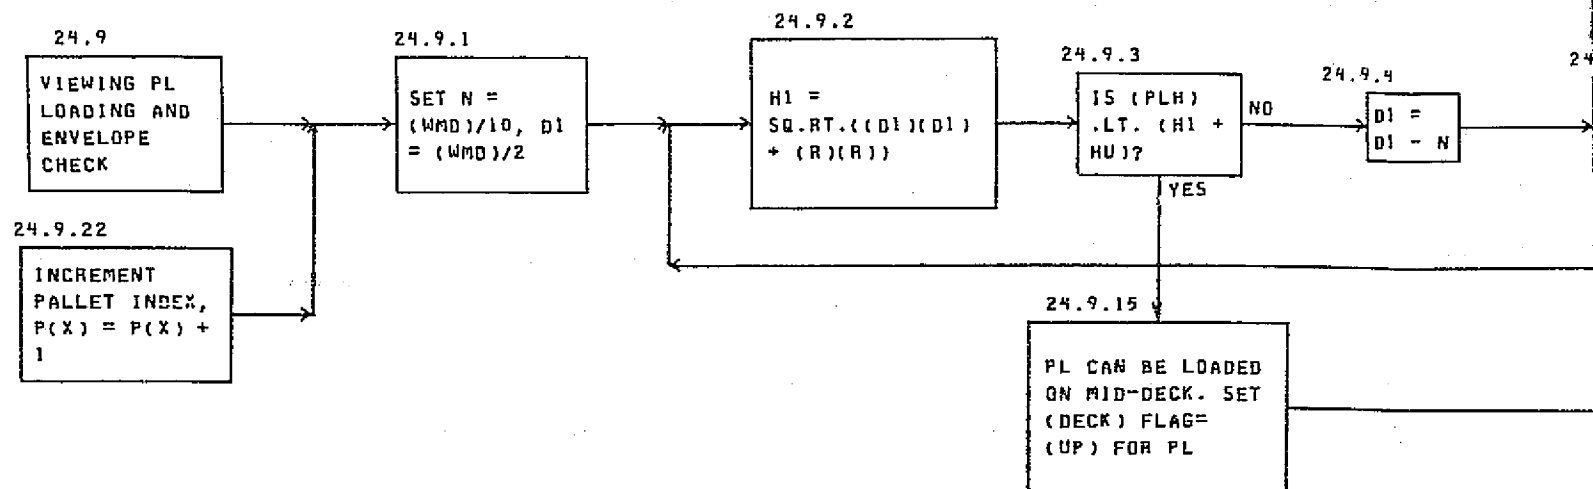 24.9
VIEWING PL
LOADING AND
ENVELOPE
CHECK
24.9.22
INCREMENT
PALLET INDEX,
P(X) = P(X) +
1
24.9.1
SET N =
(WMD)/10, D1
= (WMD)/2
24.9.2
H1 =
SQ.RT.((D1)(D1)
+ (R)(R))
24.9.3
IS (PLH)
.LT. (H1 +
HU)?
NO
YES
24.9.4
D1 =
D1 - N
24
24.9.15
PL CAN BE LOADED
ON MID-DECK. SET
(DECK) FLAG=
(UP) FOR PL